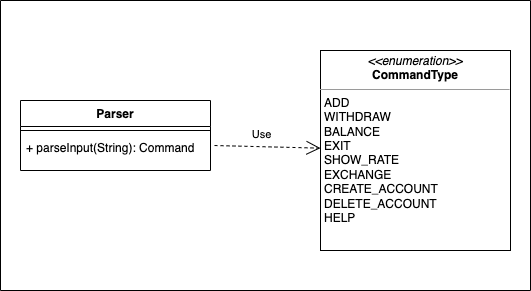 Parser
+ parseInput(String): Command
Use
<<enumeration>>
CommandType
ADD
WITHDRAW
BALANCE
EXIT
SHOW_RATE
EXCHANGE
CREATE_ACCOUNT
DELETE_ACCOUNT
HELP